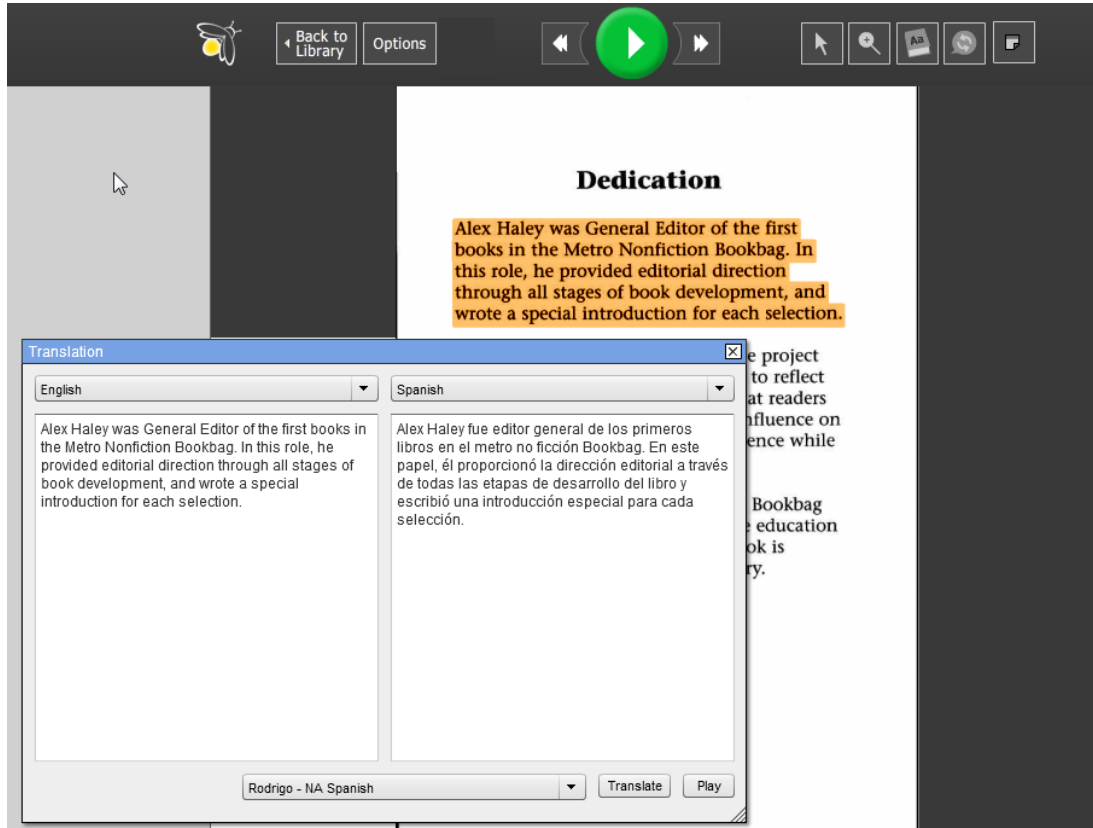 Back to
Library
Options
Aa
Dedication
Alex Haley was General Editor of the first
books in the Metro Nonfiction Bookbag. In
this role, he provided editorial direction
through all stages of book development, and
wrote a special introduction for each selection.
e project
to reflect
at readers
nfluence on
ence while
Bookbag
e education
ok is
ry.
Translation
English
Alex Haley was General Editor of the first books in
the Metro Nonfiction Bookbag. In this role, he
provided editorial direction through all stages of
book development, and wrote a special
introduction for each selection.
Spanish
Alex Haley fue editor general de los primeros
libros en el metro no ficción Bookbag. En este
papel, él proporcionó la dirección editorial a través
de todas las etapas de desarrollo del libro y
escribió una introducción especial para cada
selección.
Rodrigo - NA Spanish
Translate
Play